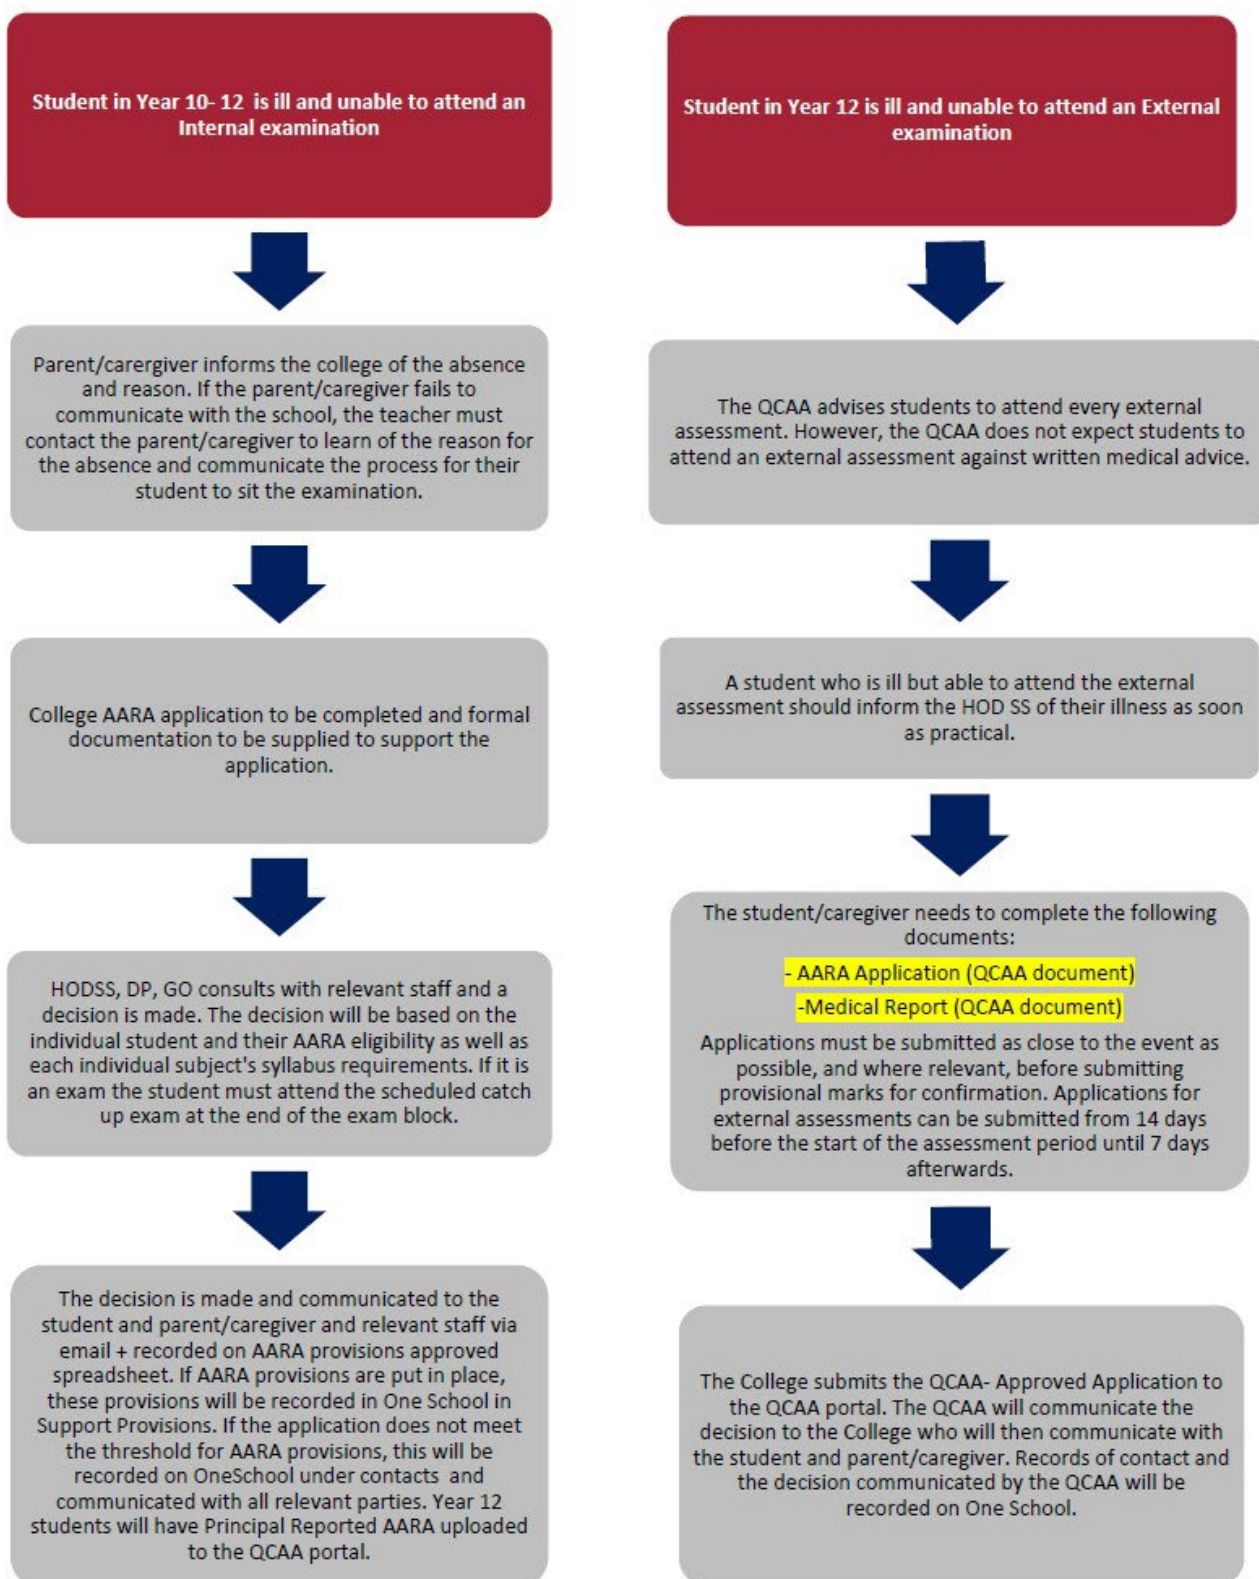 Student in Year 10- 12  is ill and unable to attend an
Internal examination
Parent/carergiver informs the college of the absence
and reason. If the parent/caregiver fails to
communicate with the school, the teacher must
contact the parent/caregiver to learn of the reason for
the absence and communicate the process for their
student to sit the examination.
College AARA application to be completed and formal
documentation to be supplied to support the
application.
HODSS, DP, GO consults with relevant staff and a
decision is made. The decision will be based on the
individual student and their AARA eligibility as well as
each individual subject's syllabus requirements. If it is
an exam the student must attend the scheduled catch
up exam at the end of the exam block.
The decision is made and communicated to the
student and parent/caregiver and relevant staff via
email + recorded on AARA provisions approved
spreadsheet. If AARA provisions are put in place,
these provisions will be recorded in One School in
Support Provisions. If the application does not meet
the threshold for AARA provisions, this will be
recorded on OneSchool under contacts  and
communicated with all relevant parties. Year 12
students will have Principal Reported AARA uploaded
to the QCAA portal.
Student in Year 12 is ill and unable to attend an External
examination
The QCAA advises students to attend every external
assessment. However, the QCAA does not expect students to
attend an external assessment against written medical advice.
A student who is ill but able to attend the external
assessment should inform the HOD SS of their illness as soon
as practical.
The student/caregiver needs to complete the following
documents:
- AARA Application (QCAA document)
-Medical Report (QCAA document)
Applications must be submitted as close to the event as
possible, and where relevant, before submitting
provisional marks for confirmation. Applications for
external assessments can be submitted from 14 days
before the start of the assessment period until 7 days
afterwards.
The College submits the QCAA- Approved Application to
the QCAA portal. The QCAA will communicate the
decision to the College who will then communicate with
the student and parent/caregiver. Records of contact and
the decision communicated by the QCAA will be
recorded on One School.